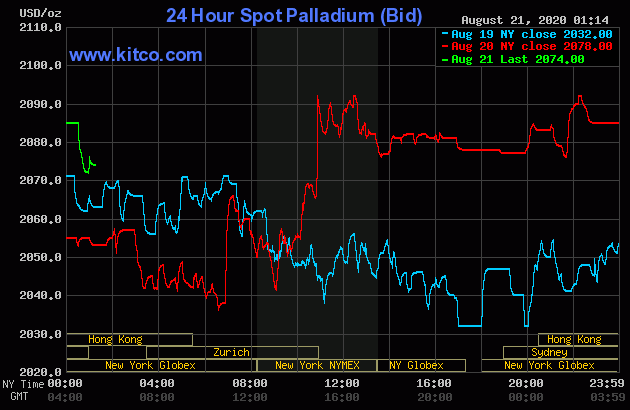 USD/oz 24 Hour Spot Palladium (Bid) August 21, 2020 01:14
2110.0
Aug 19 NY close 2032.00
Aug 20 NY close 2078.00
Aug 21 Last 2074.00
www.kitco.com
2100.0
2090.0
2080.0
2070.0
2060.0
2050.0
2040.0
2030.0
2020.0
Hong Kong Hong Kong
Zurich Sydney
New York Globex New York NYMEX NY Globex New York Globex
NY Time 00:00 04:00 08:00 12:00 16:00 20:00 23:59
GMT 04:00 08:00 12:00 16:00 20:00 00:00 03:59